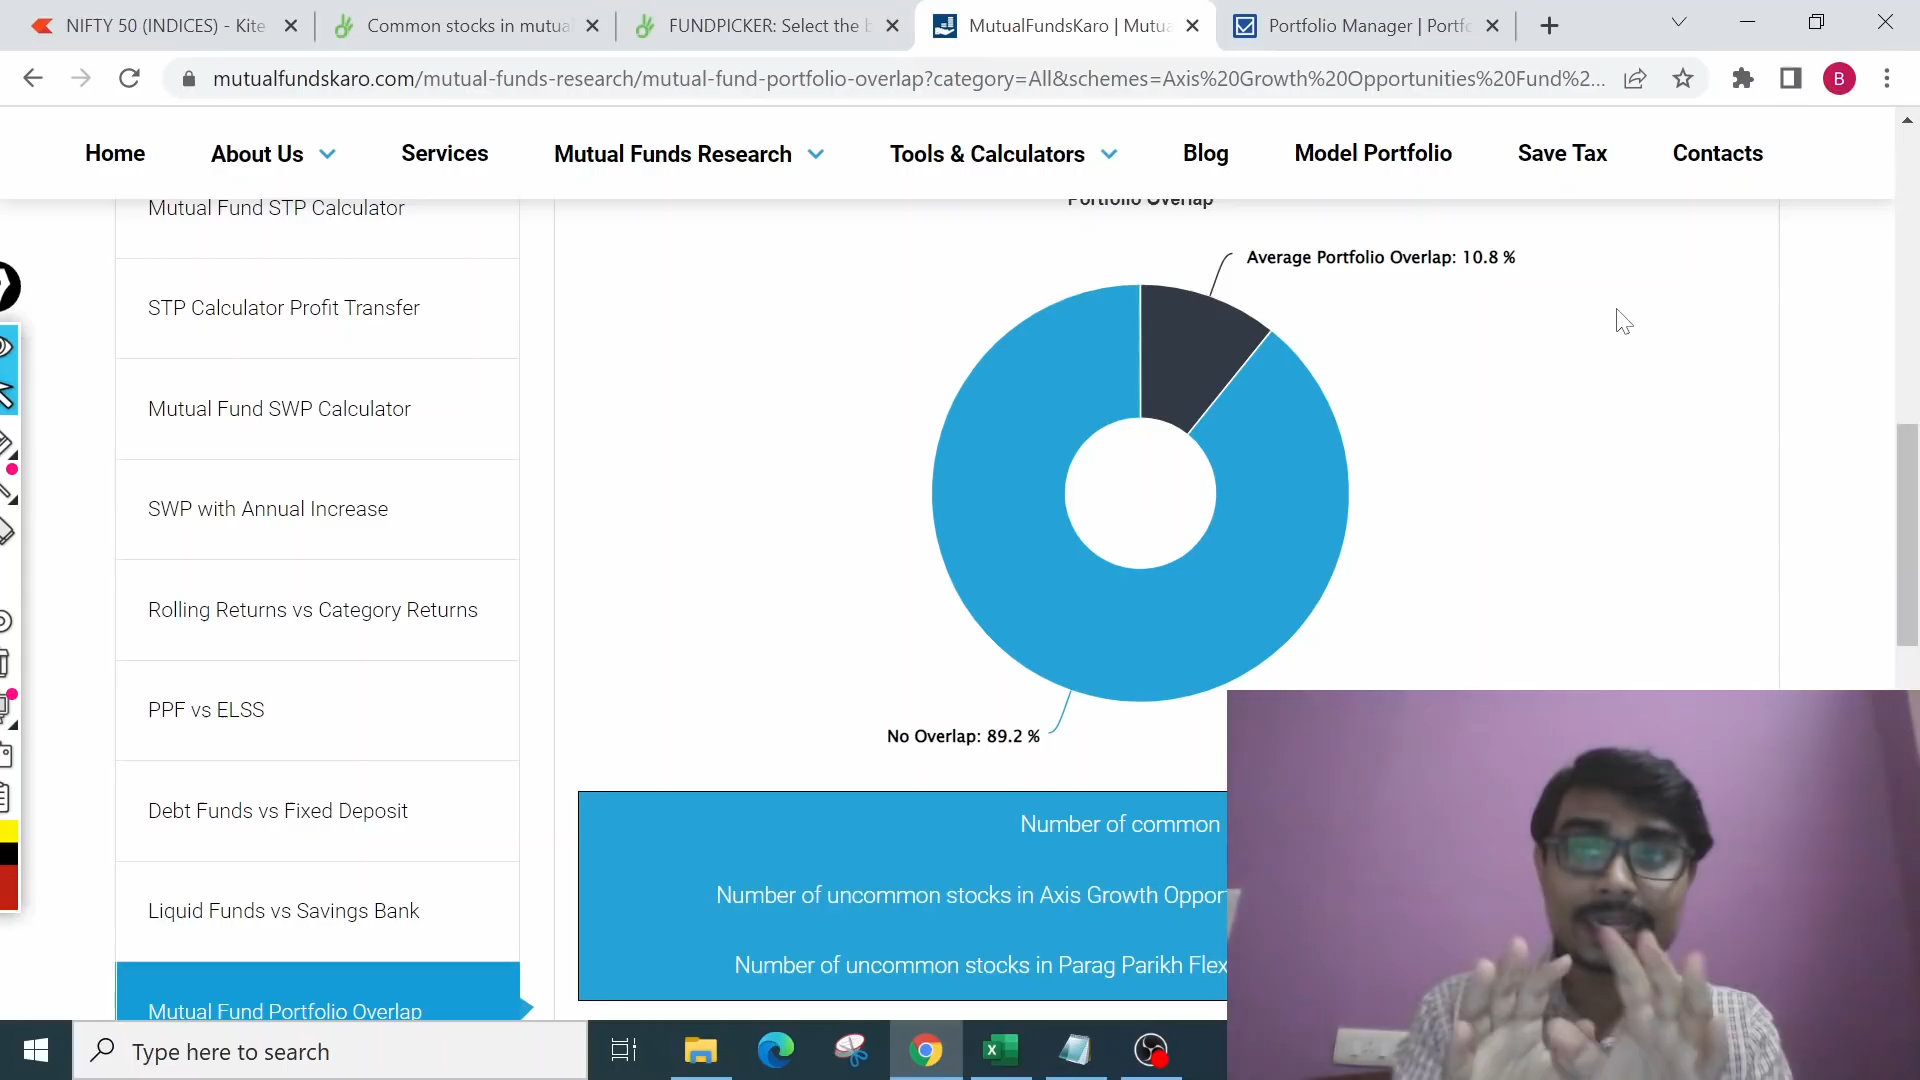 NIFTY 50 (INDICES) - Kite
Common stocks in mutua
FUNDPICKER: Select the b
MutualFundsKaro | Mutua
Portfolio Manager | Portfo
mutualfundskaro.com/mutual-funds-research/mutual-fund-portfolio-overlap?category=All&schemes=Axis%20Growth%20Opportunities%20Fund%2...
B
Home
About Us
Services
Mutual Funds Research
Tools & Calculators
Blog
Model Portfolio
Save Tax
Contacts
Mutual Fund STP Calculator
STP Calculator Profit Transfer
Mutual Fund SWP Calculator
SWP with Annual Increase
Rolling Returns vs Category Returns
PPF vs ELSS
Debt Funds vs Fixed Deposit
Liquid Funds vs Savings Bank
Mutual Fund Portfolio Overlap
Portfolio Overlap
Average Portfolio Overlap: 10.8 %
No Overlap: 89.2 %
Number of common
Number of uncommon stocks in Axis Growth Oppor
Number of uncommon stocks in Parag Parikh Flex
Type here to search